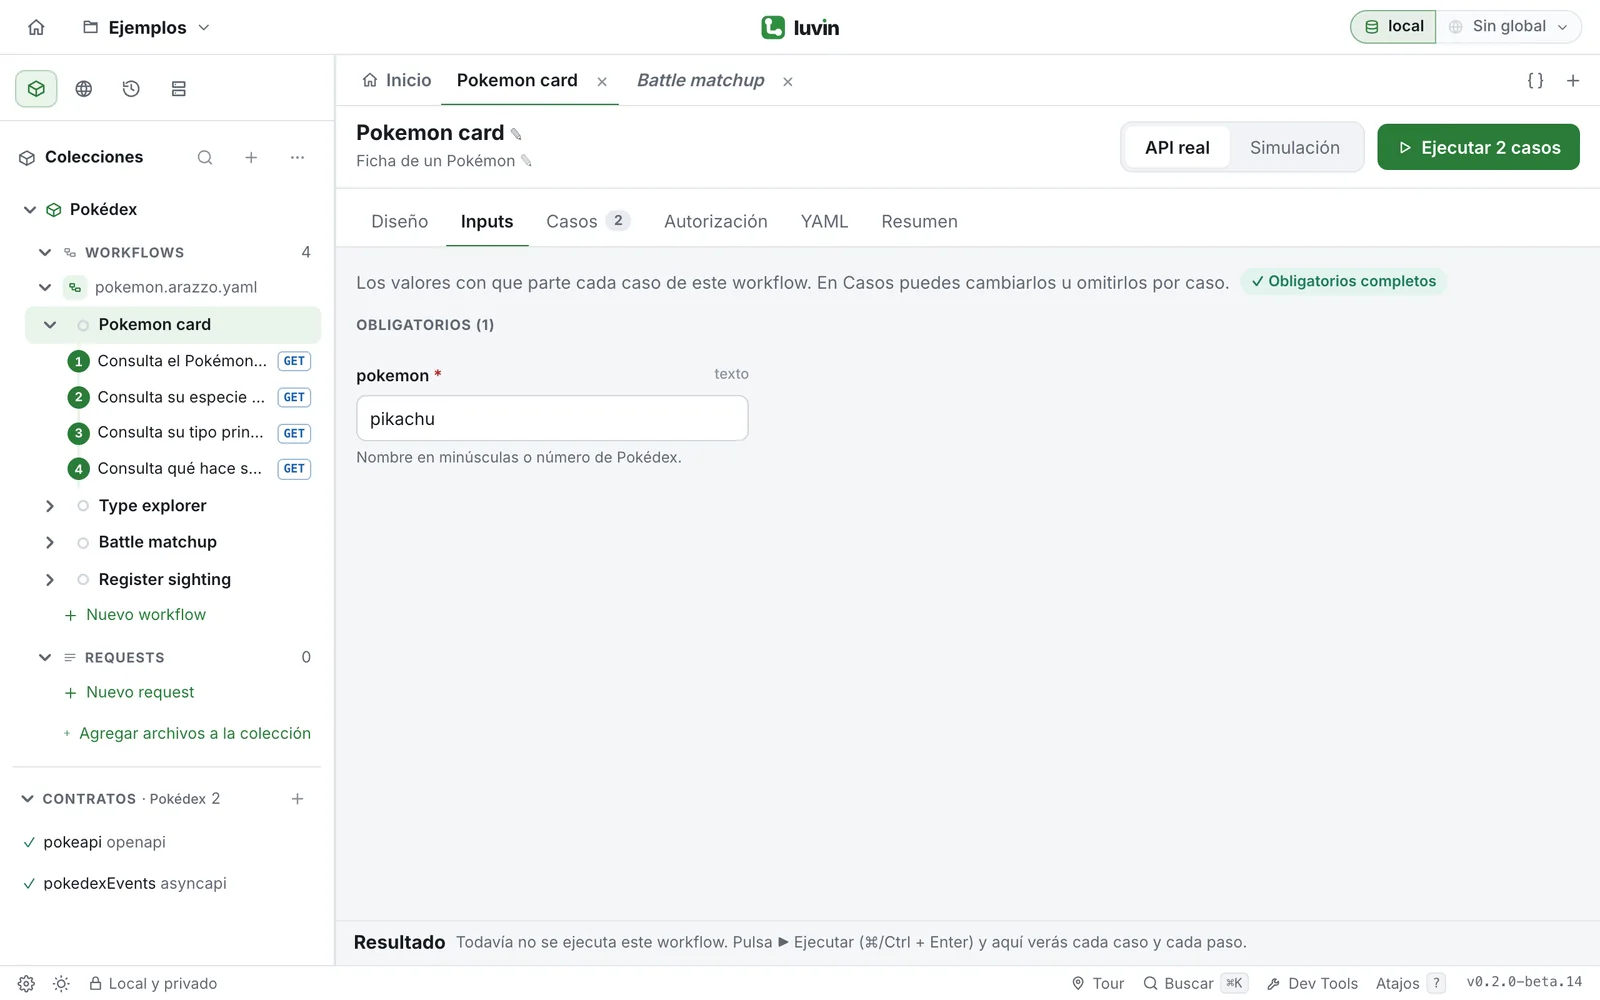 Ejemplos
luvin
local
Sin global
Inicio
Pokemon card
Battle matchup
{ }
Colecciones
Pokédex
WORKFLOWS 4
pokemon.arazzo.yaml
Pokemon card
1 Consulta el Pokémon... GET
2 Consulta su especie ... GET
3 Consulta su tipo prin... GET
4 Consulta qué hace s... GET
Type explorer
Battle matchup
Register sighting
+ Nuevo workflow
REQUESTS 0
+ Nuevo request
+ Agregar archivos a la colección
CONTRATOS · Pokédex 2
pokeapi openapi
pokedexEvents asyncapi
Pokemon card
Ficha de un Pokémon
API real
Simulación
Ejecutar 2 casos
Diseño
Inputs
Casos 2
Autorización
YAML
Resumen
Los valores con que parte cada caso de este workflow. En Casos puedes cambiarlos u omitirlos por caso.
✓ Obligatorios completos
OBLIGATORIOS (1)
pokemon * texto
pikachu
Nombre en minúsculas o número de Pokédex.
Resultado Todavía no se ejecuta este workflow. Pulsa ▶ Ejecutar (⌘/Ctrl + Enter) y aquí verás cada caso y cada paso.
Local y privado
Tour
Buscar ⌘K
Dev Tools
Atajos ?
v0.2.0-beta.14